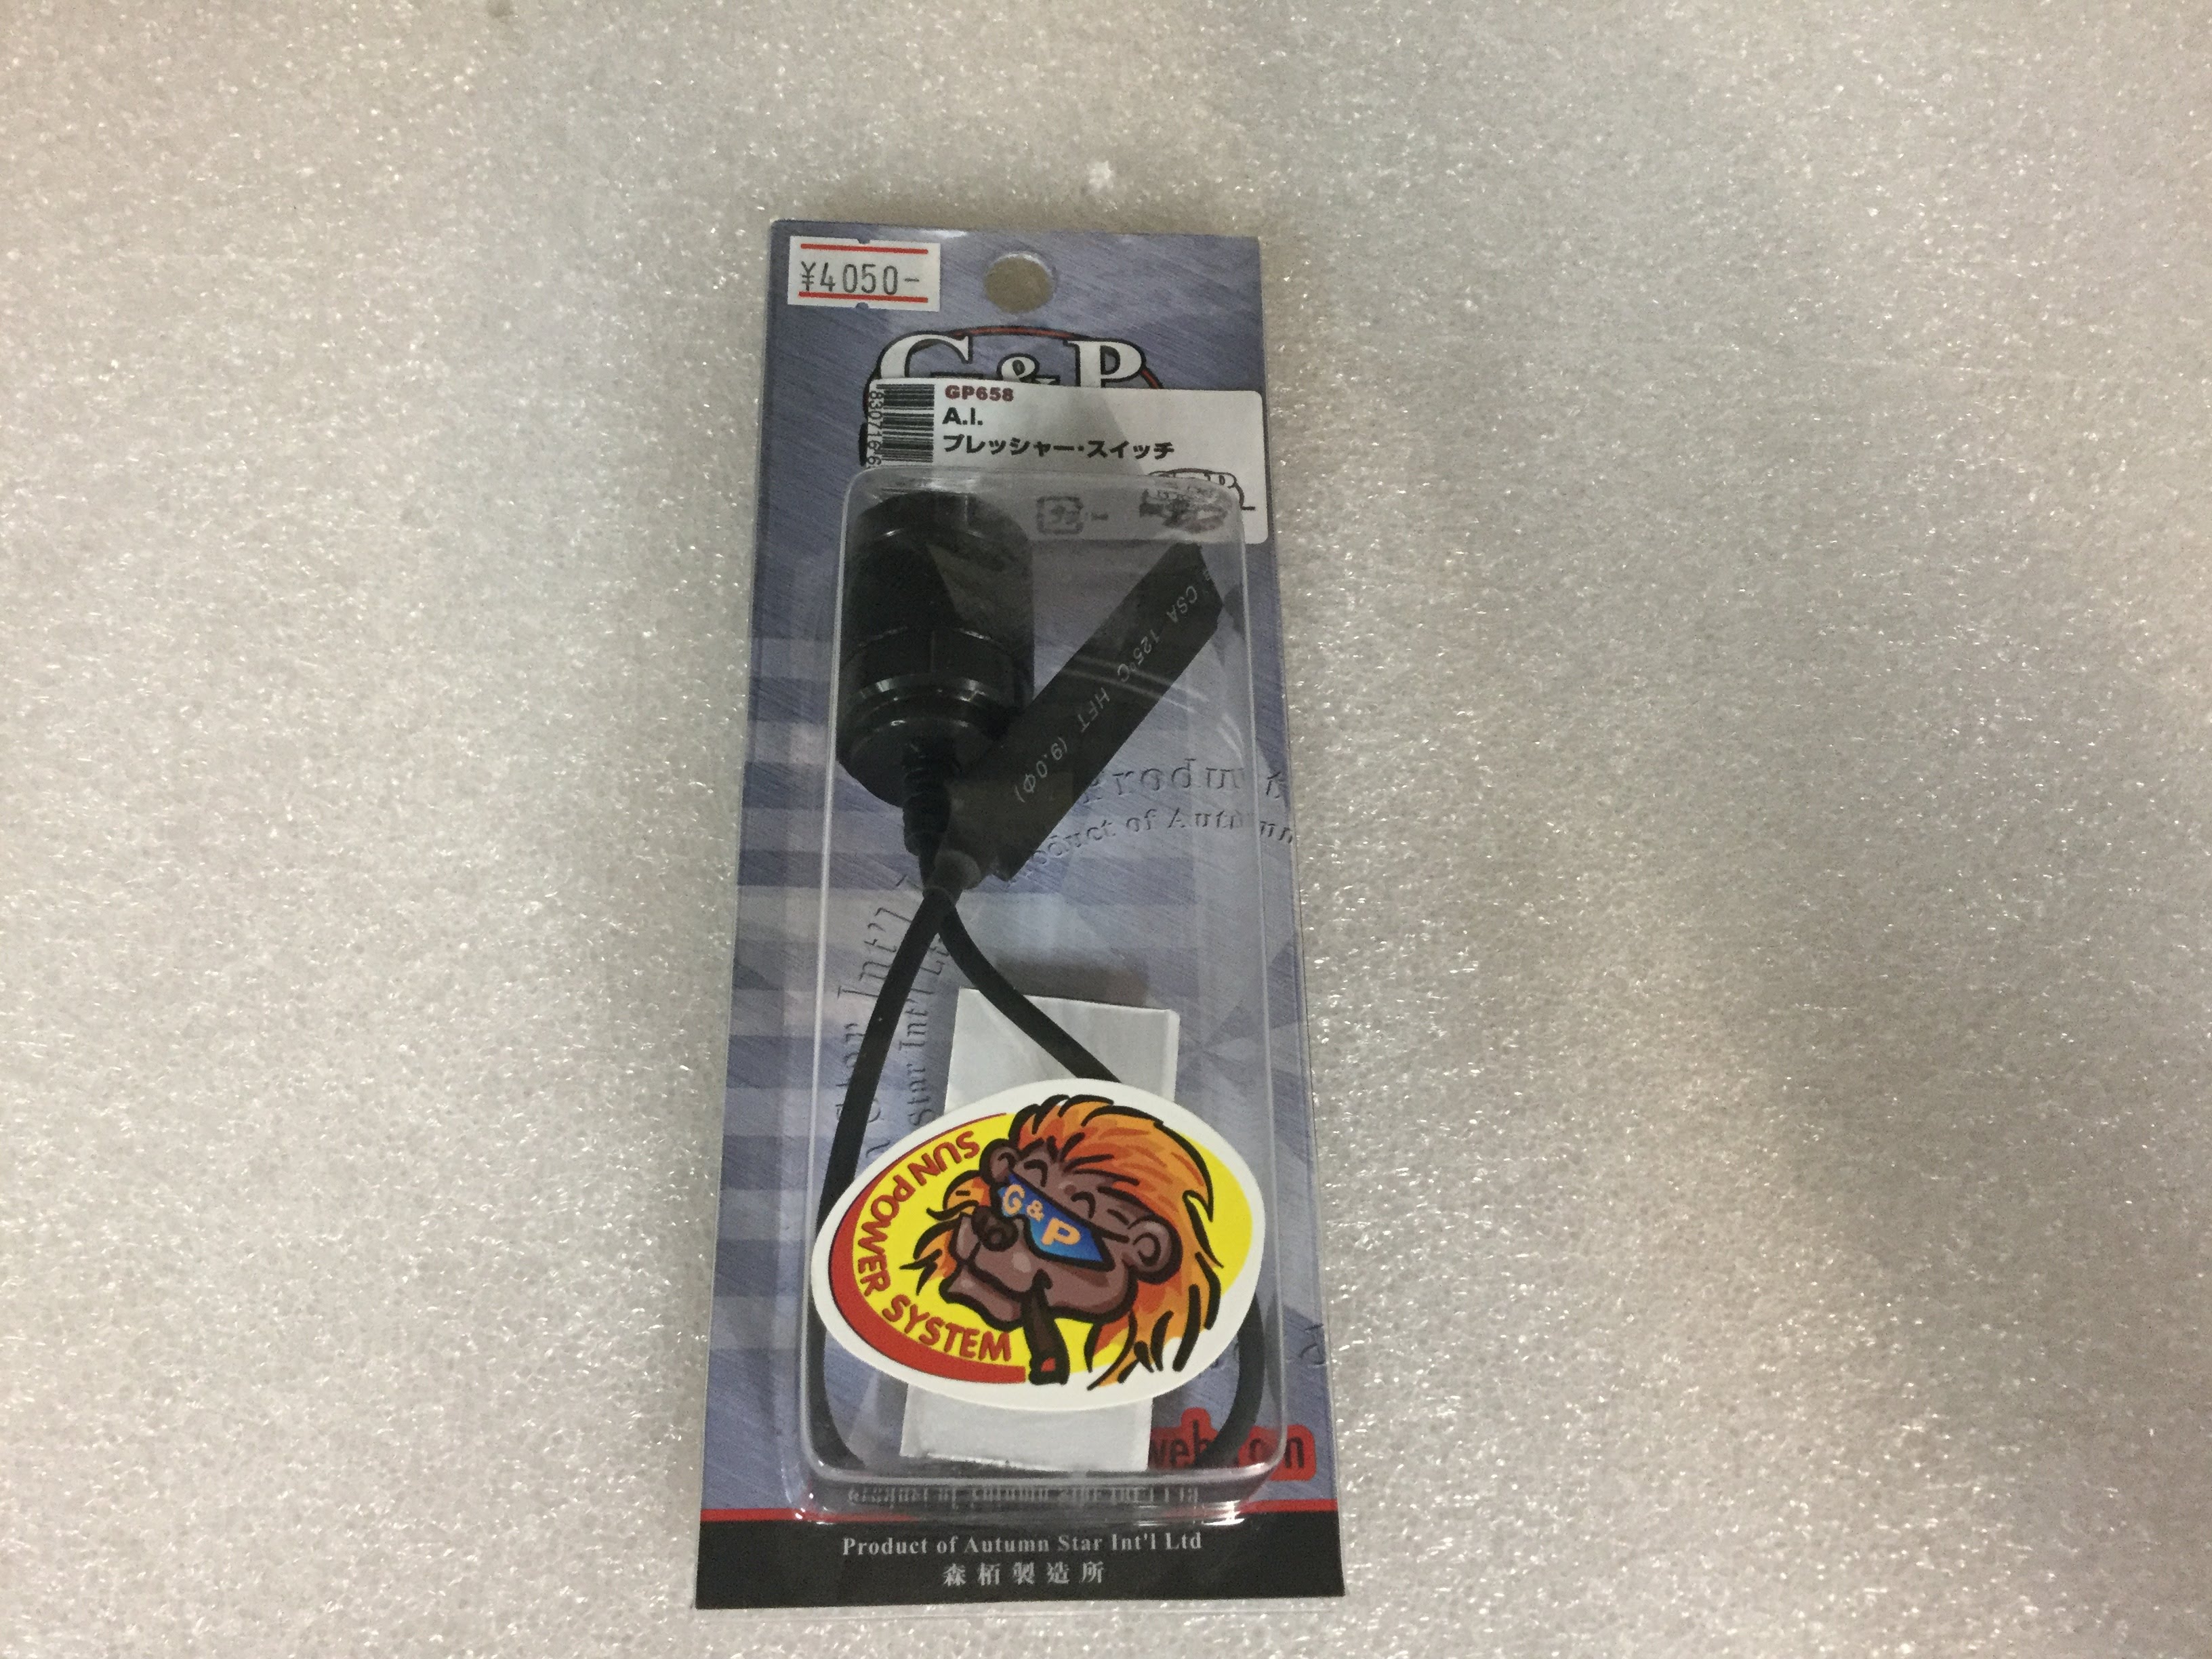 ¥4050-
G&P
GP658
A.I.
プレッシャー・スイッチ
CSA 125°C HFT (9.0Φ)
SUN POWER SYSTEM
G&P
Product of Autumn Star Int'l Ltd
森栢製造所